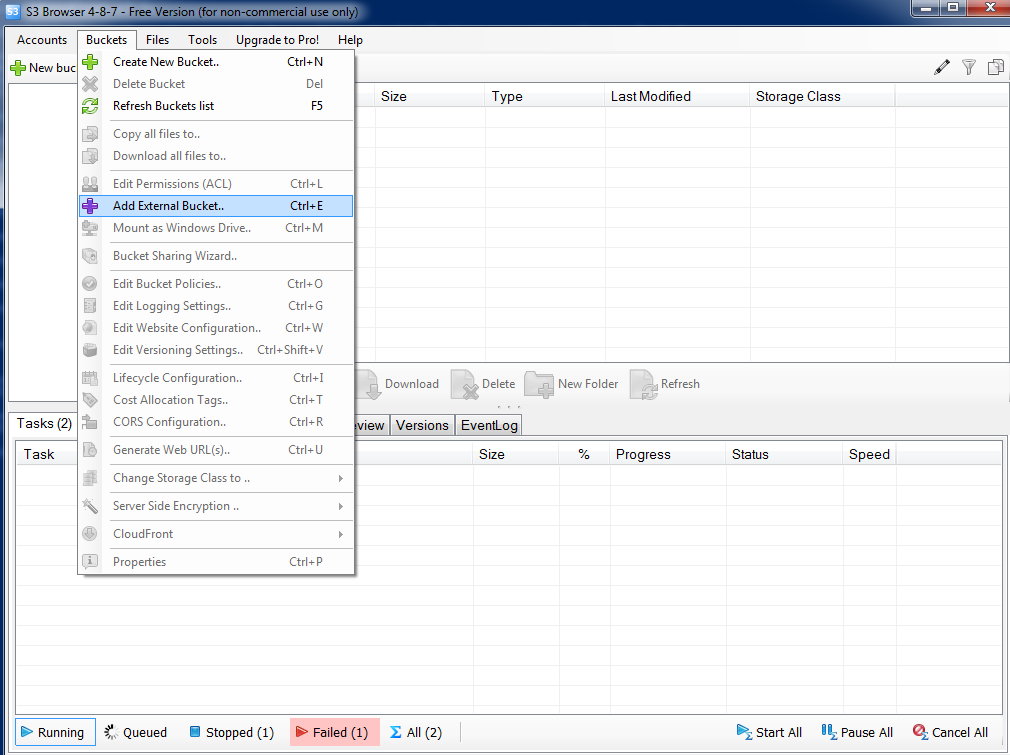 S3 Browser 4-8-7 - Free Version (for non-commercial use only)
Accounts Buckets Files Tools Upgrade to Pro! Help
New buc
Create New Bucket.. Ctrl+N
Delete Bucket Del
Refresh Buckets list F5
Copy all files to..
Download all files to..
Edit Permissions (ACL) Ctrl+L
Add External Bucket.. Ctrl+E
Mount as Windows Drive.. Ctrl+M
Bucket Sharing Wizard..
Edit Bucket Policies.. Ctrl+O
Edit Logging Settings.. Ctrl+G
Edit Website Configuration.. Ctrl+W
Edit Versioning Settings.. Ctrl+Shift+V
Lifecycle Configuration.. Ctrl+I
Cost Allocation Tags.. Ctrl+T
CORS Configuration.. Ctrl+R
Generate Web URL(s).. Ctrl+U
Change Storage Class to ..
Server Side Encryption ..
CloudFront
Properties Ctrl+P
Size Type Last Modified Storage Class
Download Delete New Folder Refresh
Tasks (2) eview Versions EventLog
Task Size % Progress Status Speed
Running Queued Stopped (1) Failed (1) All (2) Start All Pause All Cancel All